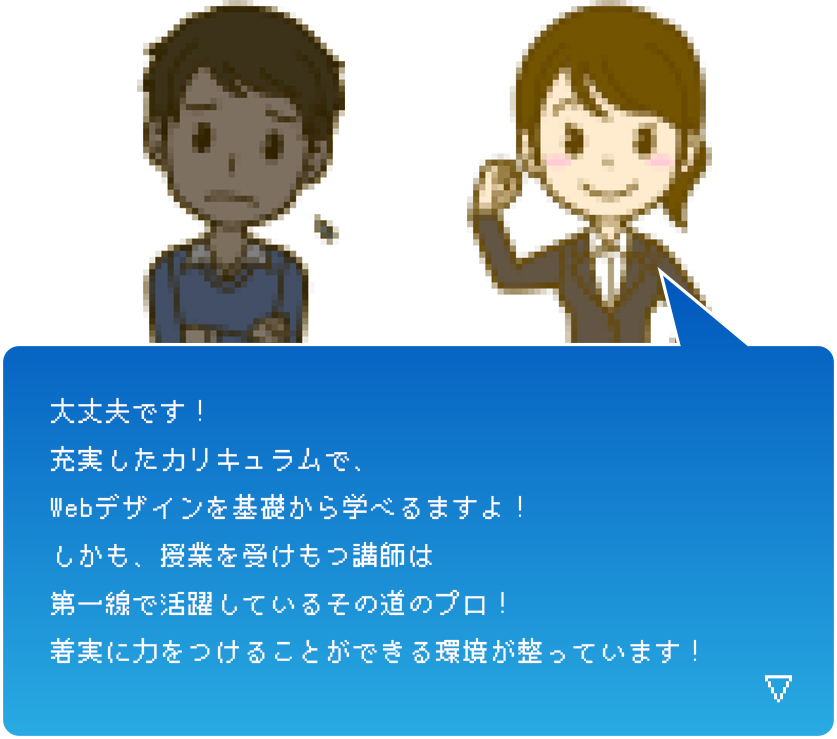 大丈夫です！
充実したカリキュラムで、
Webデザインを基礎から学べるますよ！
しかも、授業を受けもつ講師は
第一線で活躍しているその道のプロ！
着実に力をつけることができる環境が整っています！